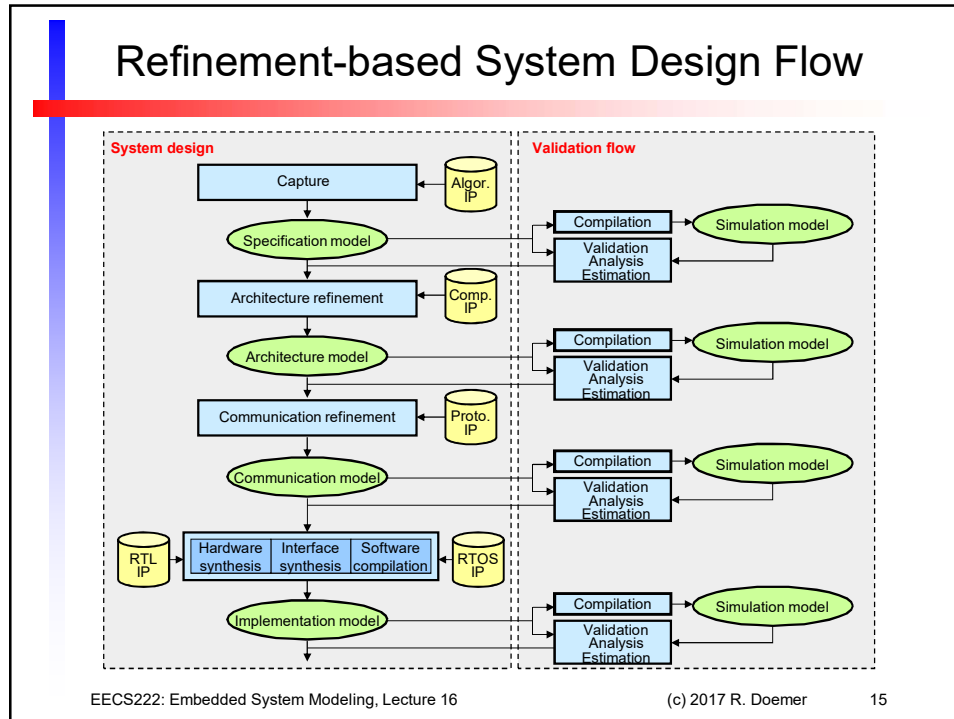 Refinement-based System Design Flow
System design
Validation flow
Capture
Algor.
IP
Specification model
Compilation
Simulation model
Validation
Analysis
Estimation
Architecture refinement
Comp.
IP
Architecture model
Compilation
Simulation model
Validation
Analysis
Estimation
Communication refinement
Proto.
IP
Communication model
Compilation
Simulation model
Validation
Analysis
Estimation
RTL
IP
Hardware
synthesis
Interface
synthesis
Software
compilation
RTOS
IP
Implementation model
Compilation
Simulation model
Validation
Analysis
Estimation
EECS222: Embedded System Modeling, Lecture 16
(c) 2017 R. Doemer
15